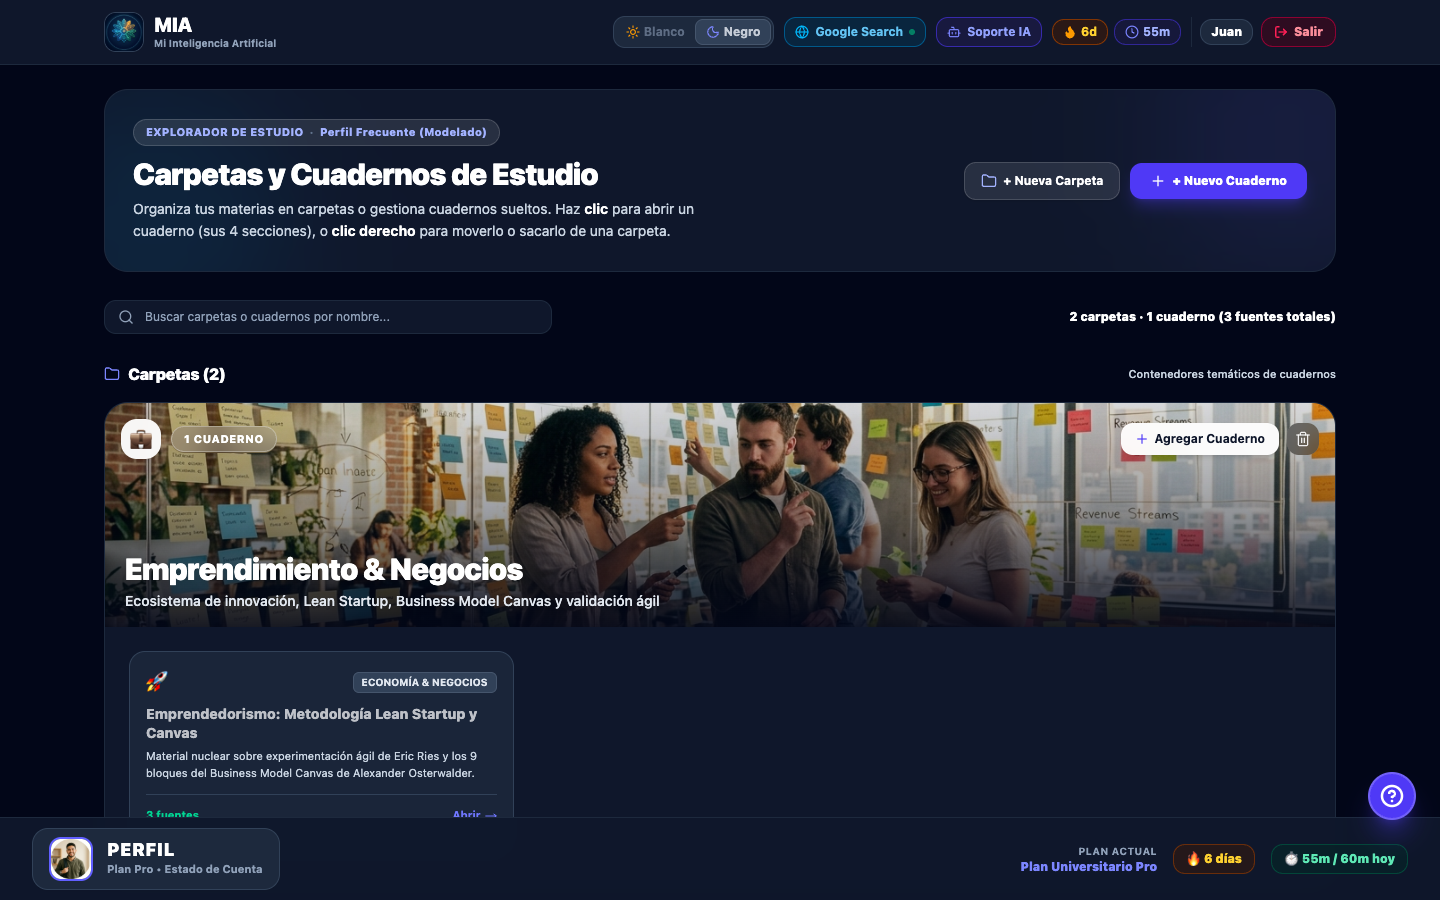 MIA
Mi Inteligencia Artificial
Blanco
Negro
Google Search
Soporte IA
6d
55m
Juan
Salir
EXPLORADOR DE ESTUDIO · Perfil Frecuente (Modelado)
Carpetas y Cuadernos de Estudio
Organiza tus materias en carpetas o gestiona cuadernos sueltos. Haz clic para abrir un
cuaderno (sus 4 secciones), o clic derecho para moverlo o sacarlo de una carpeta.
+ Nueva Carpeta
+ Nuevo Cuaderno
Buscar carpetas o cuadernos por nombre...
2 carpetas · 1 cuaderno (3 fuentes totales)
Carpetas (2)
Contenedores temáticos de cuadernos
1 CUADERNO
Agregar Cuaderno
Revenue Streams
Emprendimiento & Negocios
Ecosistema de innovación, Lean Startup, Business Model Canvas y validación ágil
ECONOMÍA & NEGOCIOS
Emprendedorismo: Metodología Lean Startup y
Canvas
Material nuclear sobre experimentación ágil de Eric Ries y los 9
bloques del Business Model Canvas de Alexander Osterwalder.
3 fuentes
Abrir →
PERFIL
Plan Pro • Estado de Cuenta
PLAN ACTUAL
Plan Universitario Pro
6 días
55m / 60m hoy